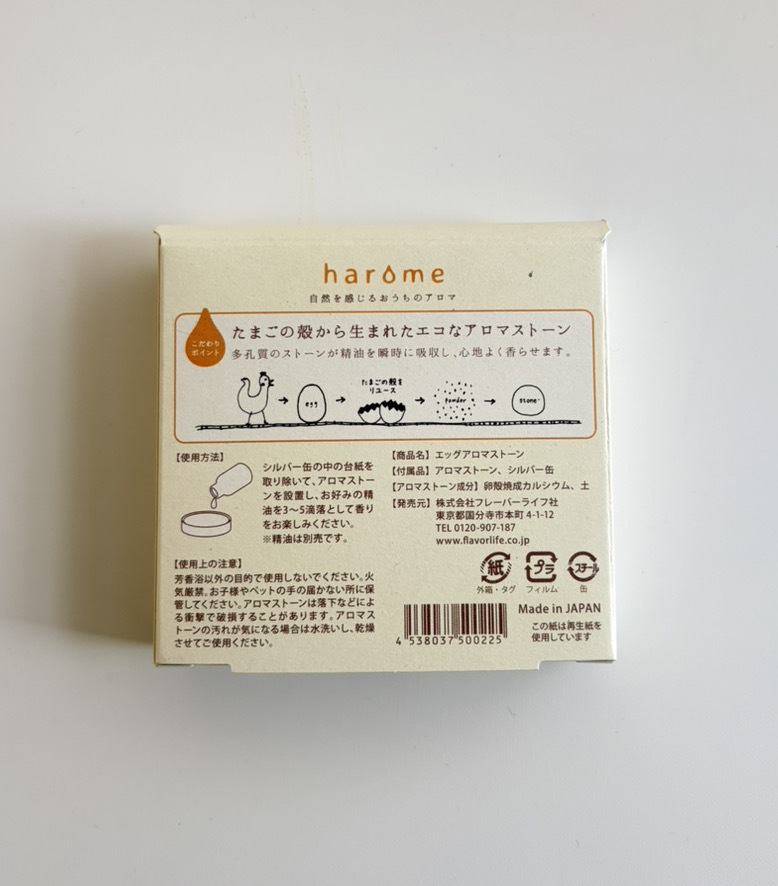 harome
自然を感じるおうちのアロマ
こだわり
ポイント
たまごの殻から生まれたエコなアロマストーン
多孔質のストーンが精油を瞬時に吸収し、心地よく香らせます。
egg
たまごの殻を
リユース
powder
stone
【使用方法】
シルバー缶の中の台紙を
取り除いて、アロマストー
ンを設置し、お好みの精
油を3〜5滴落として香り
をお楽しみください。
※精油は別売です。
【使用上の注意】
芳香浴以外の目的で使用しないでください。火
気厳禁。お子様やペットの手の届かない所に保
管してください。アロマストーンは落下などによ
る衝撃で破損することがあります。アロマス
トーンの汚れが気になる場合は水洗いし、乾燥
させてご使用ください。
【商品名】エッグアロマストーン
【付属品】アロマストーン、シルバー缶
【アロマストーン成分】卵殻焼成カルシウム、土
【発売元】株式会社フレーバーライフ社
東京都国分寺市本町 4-1-12
TEL 0120-907-187
www.flavorlife.co.jp
紙
外箱・タグ
プラ
フィルム
スチール
缶
4 538037 500225
Made in JAPAN
この紙は再生紙を
使用しています